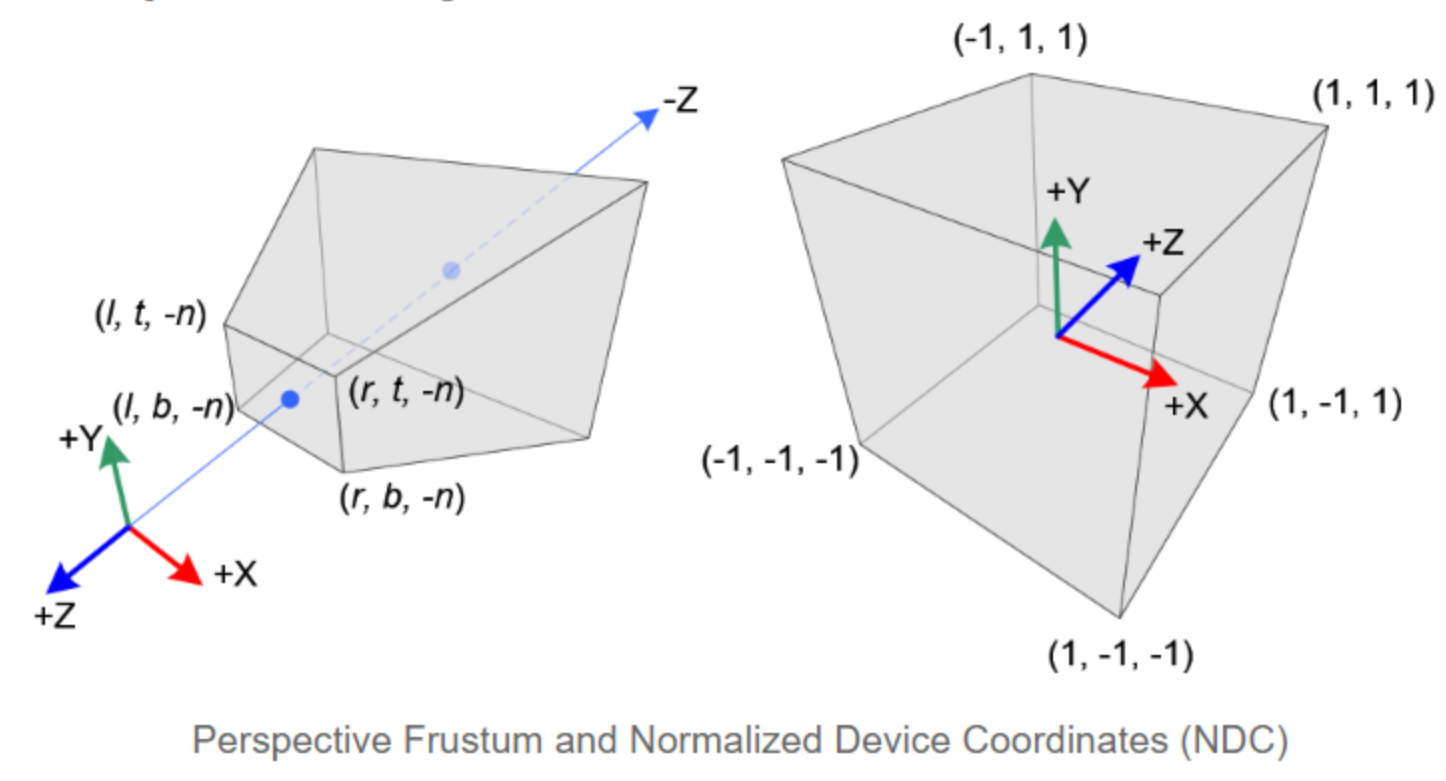 (-1, 1, 1)
(1, 1, 1)
-Z
+Y
+Z
(l, t, -n)
(r, t, -n)
(l, b, -n)
+X
(1, -1, 1)
+Y
(-1, -1, -1)
(r, b, -n)
+X
+Z
(1, -1, -1)
Perspective Frustum and Normalized Device Coordinates (NDC)